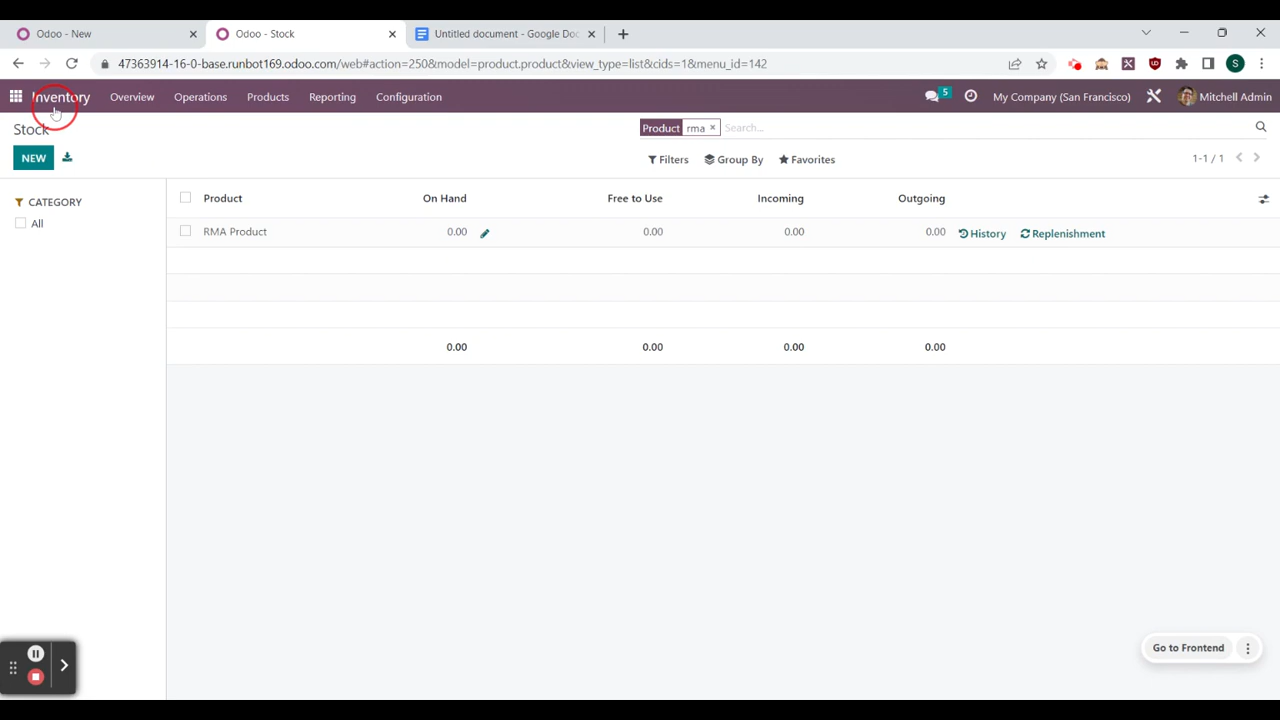 Odoo - New
Odoo - Stock
Untitled document - Google Doc
47363914-16-0-base.runbot169.odoo.com/web#action=250&model=product.product&view_type=list&cids=1&menu_id=142
S
Inventory Overview Operations Products Reporting Configuration
5
My Company (San Francisco)
Mitchell Admin
Stock
Product rma × Search...
NEW
Filters Group By Favorites
1-1 / 1
CATEGORY
All
Product On Hand Free to Use Incoming Outgoing
RMA Product 0.00 0.00 0.00 0.00 History Replenishment
0.00 0.00 0.00 0.00
Go to Frontend